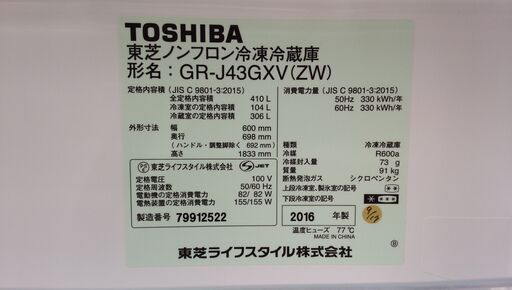 TOSHIBA
東芝ノンフロン冷凍冷蔵庫
形名：GR-J43GXV(ZW)
定格内容積（JIS C 9801-3:2015）
全定格内容積 410 L
冷凍室の定格内容積 104 L
冷蔵室の定格内容積 306 L
外形寸法 幅 600 mm
奥行 698 mm
（ハンドル・調整脚除く 692 mm）
高さ 1833 mm
消費電力量（JIS C 9801-3:2015）
50Hz 330 kWh/年
60Hz 330 kWh/年
種類 冷凍冷蔵庫
冷媒 R600a
冷媒封入量 73 g
質量 91 kg
断熱発泡ガス シクロペンタン
上段冷凍室,製氷室の記号
下段冷凍室の記号
東芝ライフスタイル株式会社 JET
定格電圧 100 V
定格周波数 50/60 Hz
電動機の定格消費電力 82/ 82 W
電熱装置の定格消費電力 155/155 W
製造番号 79912522
2016 年製
温度ヒューズ 77℃
MADE IN CHINA
東芝ライフスタイル株式会社
Ⓑ